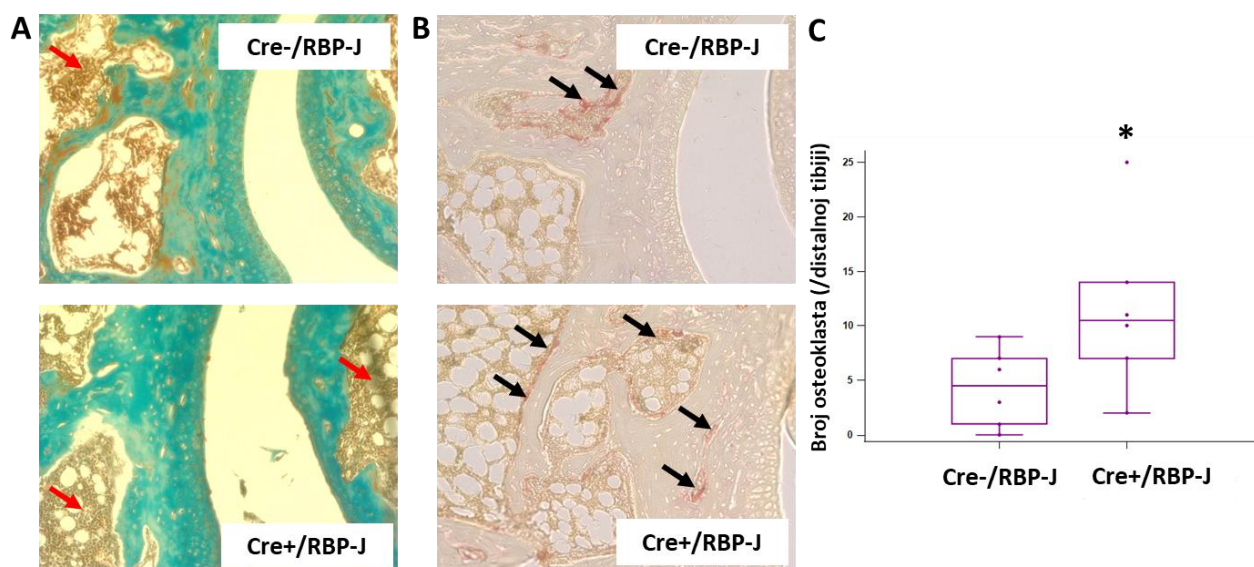 A
Cre-/RBP-J
Cre+/RBP-J
B
Cre-/RBP-J
Cre+/RBP-J
C
*
Broj osteoklasta (/distalnoj tibiji)
25
20
15
10
5
0
Cre-/RBP-J
Cre+/RBP-J